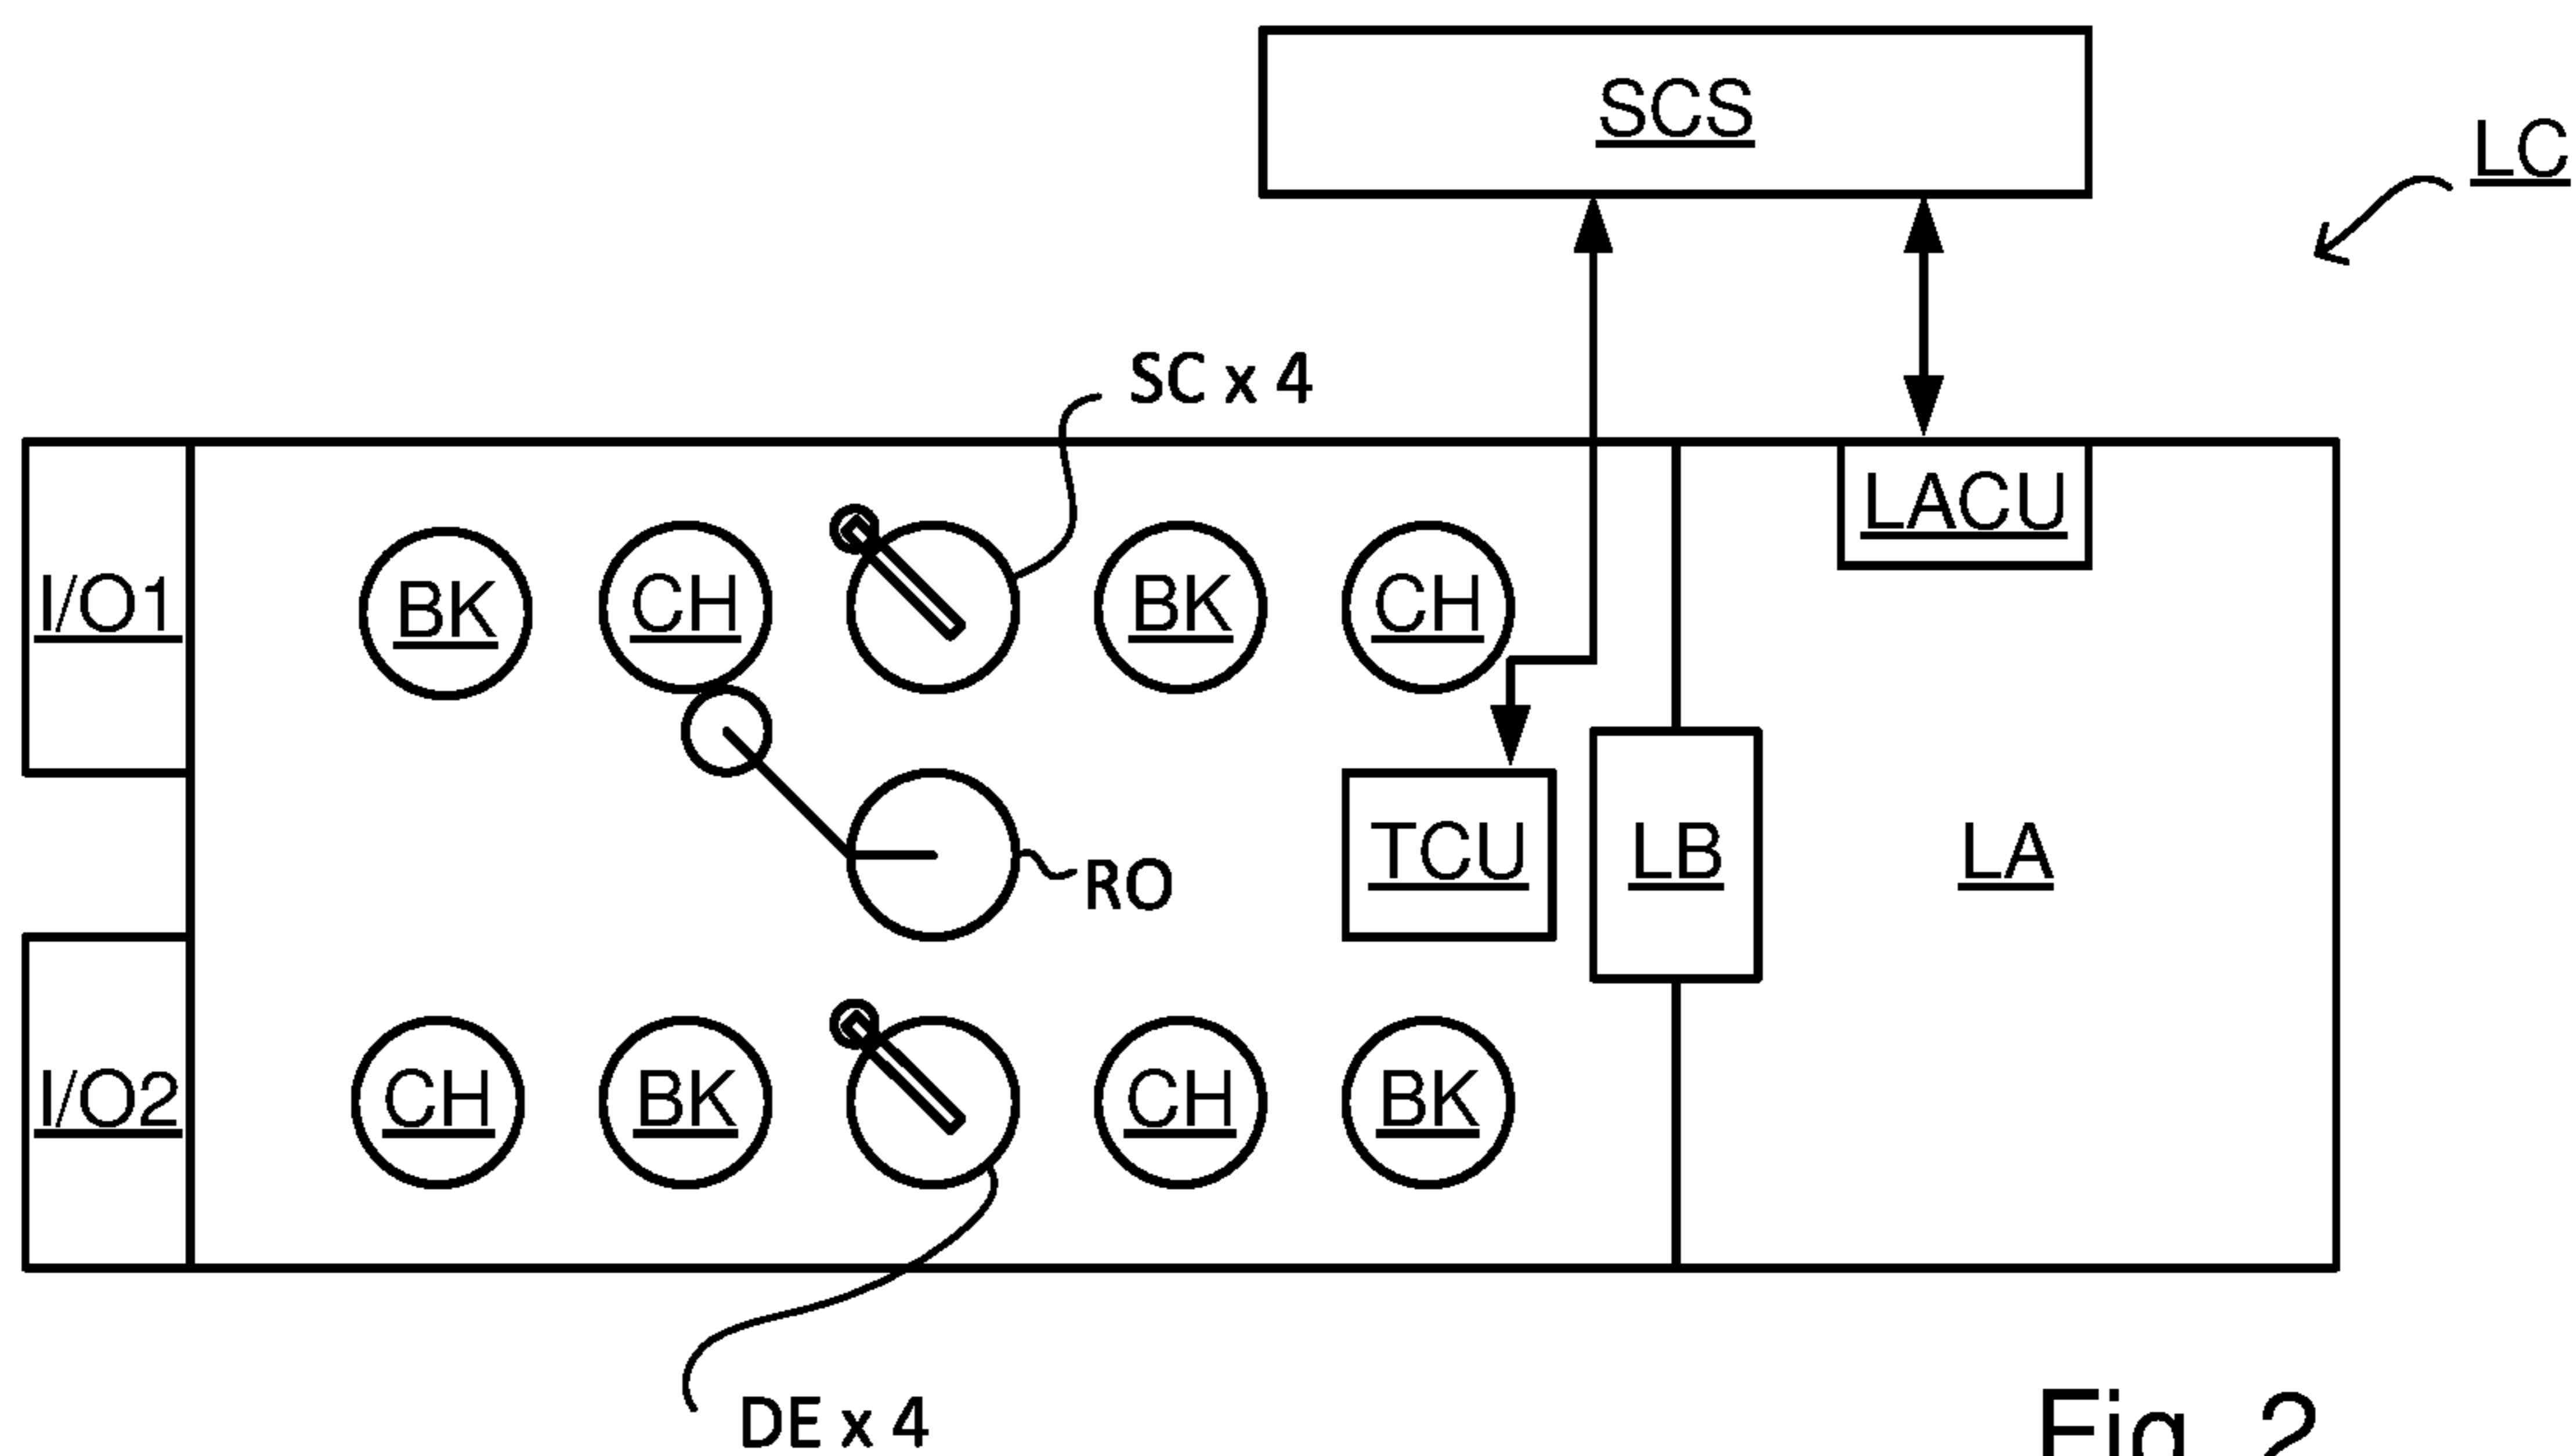 SCS
LC
SC x 4
LACU
I/O1
BK
CH
BK
CH
TCU
LB
LA
RO
I/O2
CH
BK
CH
BK
DE x 4
Fig. 2